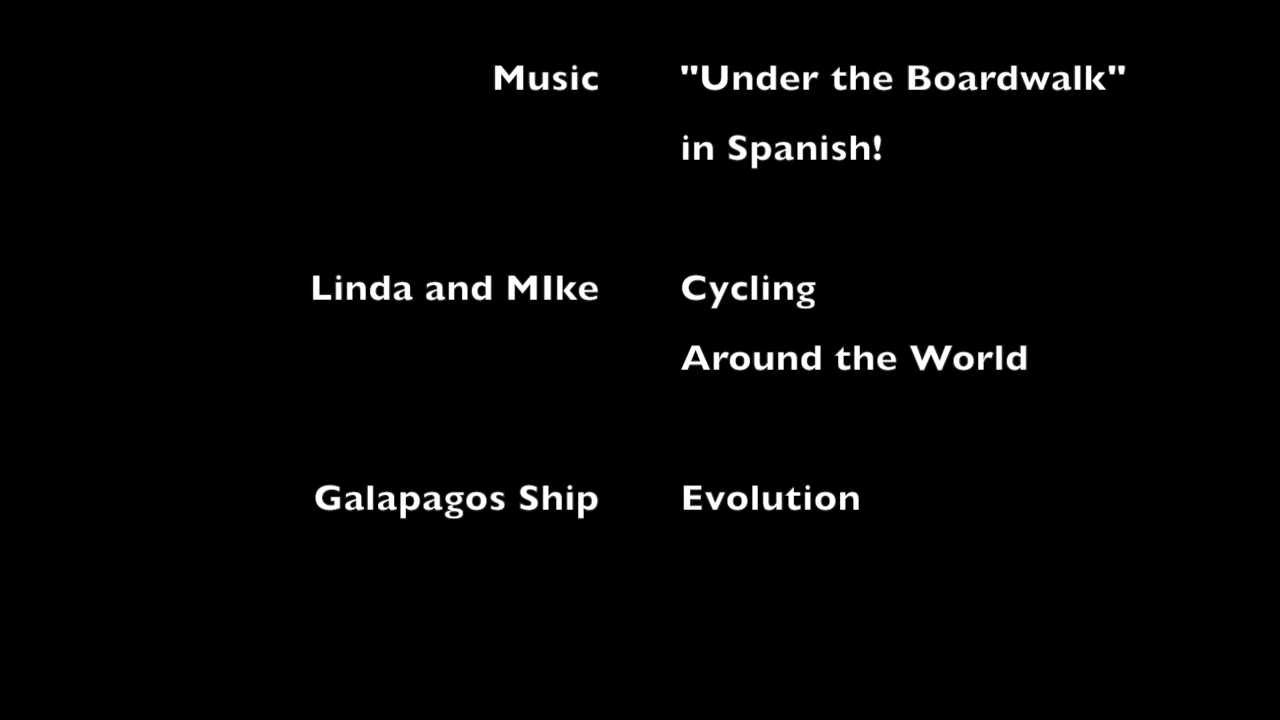 Music "Under the Boardwalk"
in Spanish!
Linda and MIke Cycling
Around the World
Galapagos Ship Evolution